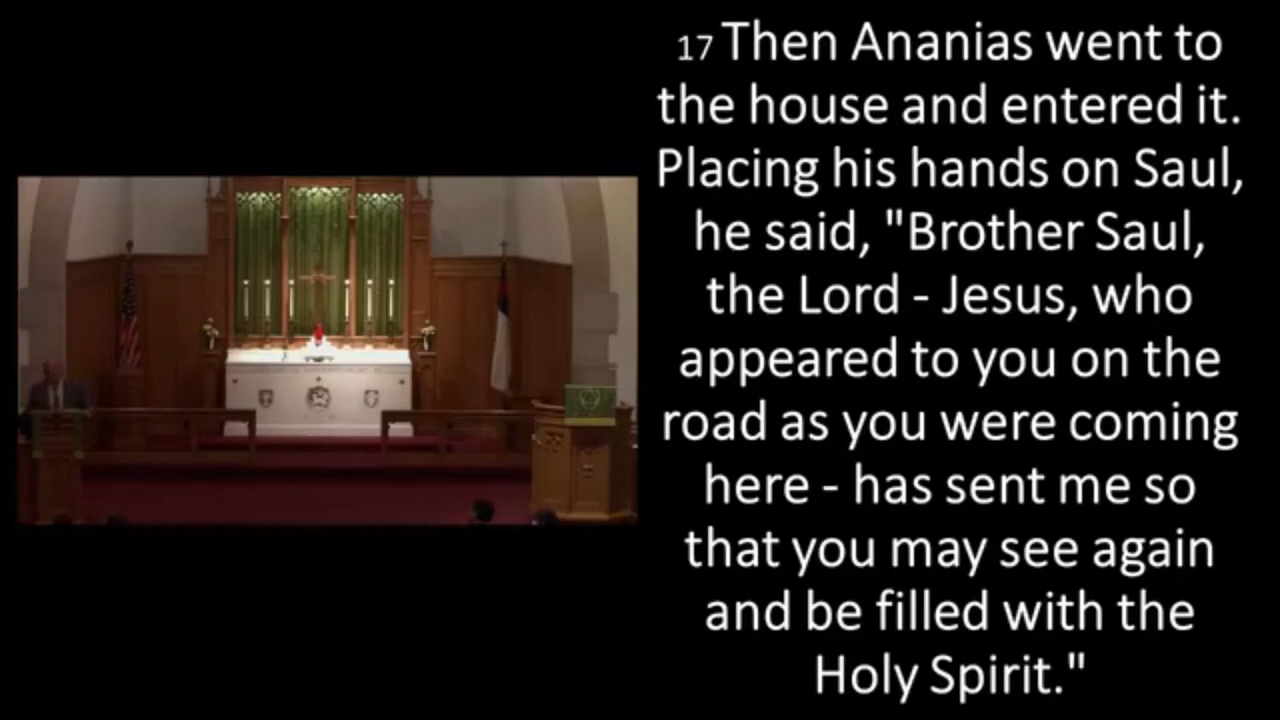 17 Then Ananias went to
the house and entered it.
Placing his hands on Saul,
he said, "Brother Saul,
the Lord - Jesus, who
appeared to you on the
road as you were coming
here - has sent me so
that you may see again
and be filled with the
Holy Spirit."